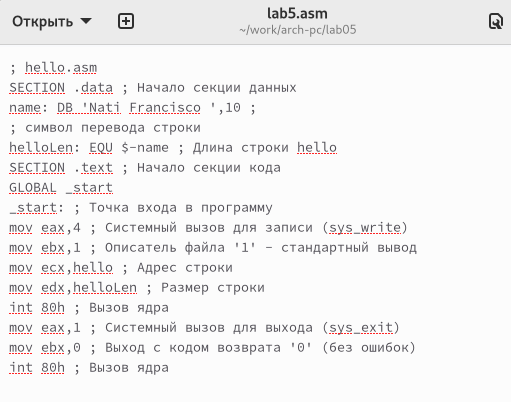 Открыть
lab5.asm
~/work/arch-pc/lab05
; hello.asm
SECTION .data ; Начало секции данных
name: DB 'Nati Francisco ',10 ;
; символ перевода строки
helloLen: EQU $-name ; Длина строки hello
SECTION .text ; Начало секции кода
GLOBAL _start
_start: ; Точка входа в программу
mov eax,4 ; Системный вызов для записи (sys_write)
mov ebx,1 ; Описатель файла '1' - стандартный вывод
mov ecx,hello ; Адрес строки
mov edx,helloLen ; Размер строки
int 80h ; Вызов ядра
mov eax,1 ; Системный вызов для выхода (sys_exit)
mov ebx,0 ; Выход с кодом возврата '0' (без ошибок)
int 80h ; Вызов ядра